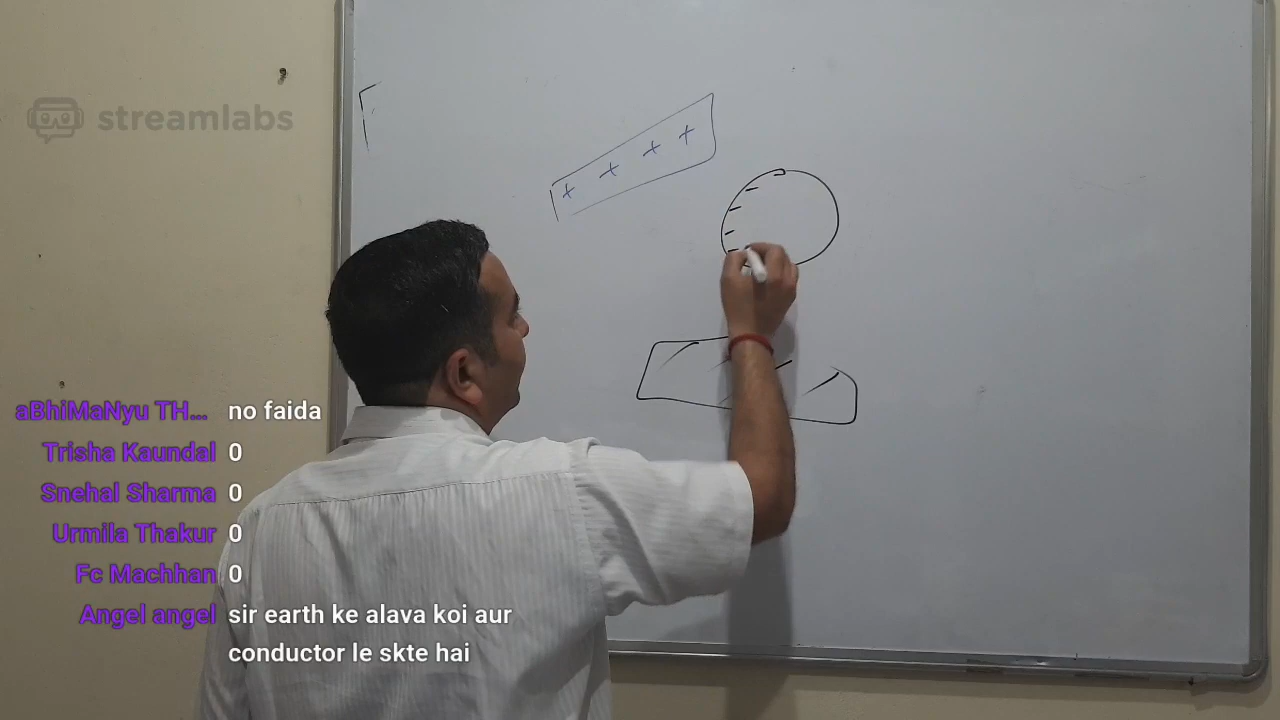 streamlabs
+ + + +
aBhiMaNyu TH... no faida
Trisha Kaundal 0
Snehal Sharma 0
Urmila Thakur 0
Fc Machhan 0
Angel angel sir earth ke alava koi aur
conductor le skte hai